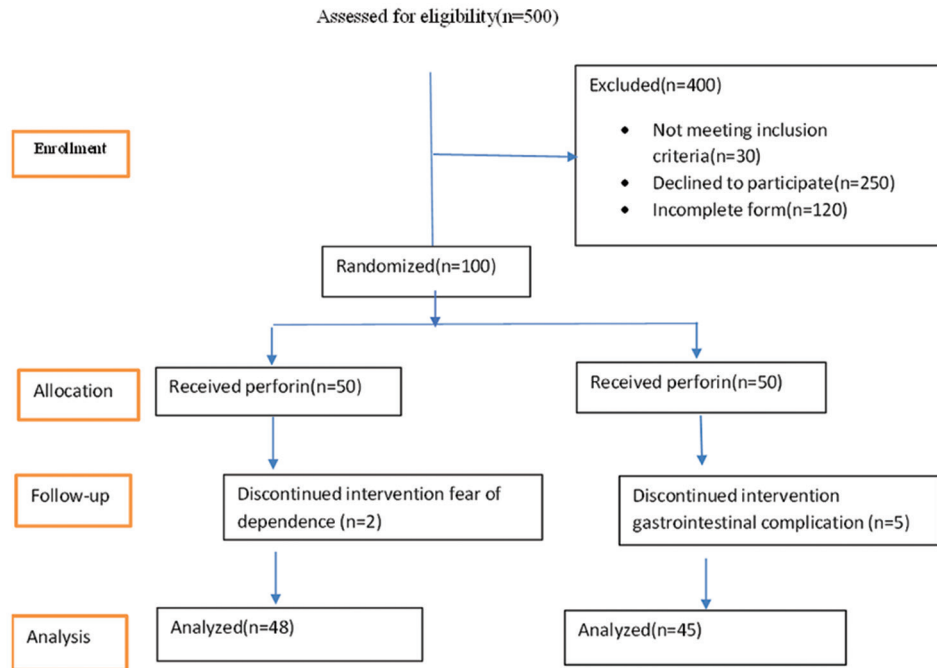 Assessed for eligibility(n=500)
Excluded(n=400)
• Not meeting inclusion
criteria(n=30)
• Declined to participate(n=250)
• Incomplete form(n=120)
Enrollment
Randomized(n=100)
Allocation
Received perforin(n=50)
Received perforin(n=50)
Follow-up
Discontinued intervention fear of
dependence (n=2)
Discontinued intervention
gastrointestinal complication (n=5)
Analysis
Analyzed(n=48)
Analyzed(n=45)